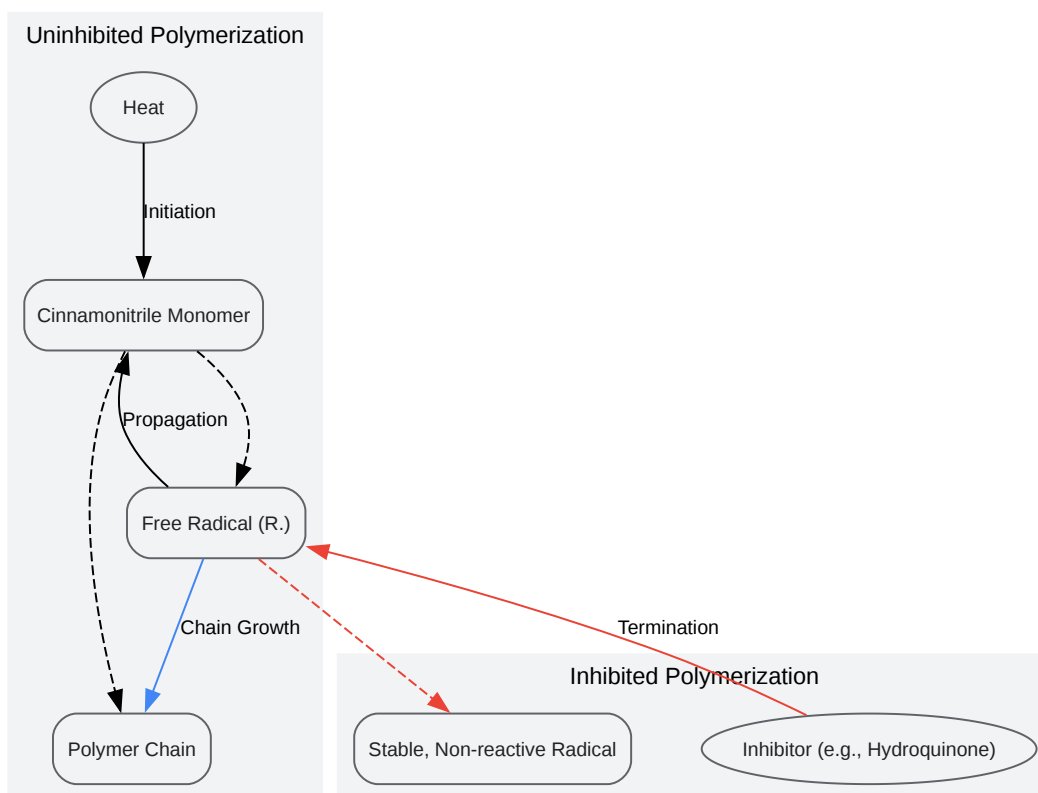 Uninhibited Polymerization
Heat
Initiation
Cinnamonitrile Monomer
Propagation
Free Radical (R.)
Chain Growth
Termination
Inhibited Polymerization
Polymer Chain
Stable, Non-reactive Radical
Inhibitor (e.g., Hydroquinone)